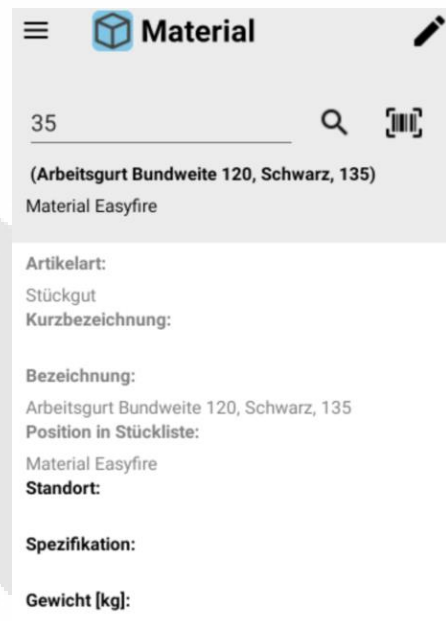 Material
35
(Arbeitsgurt Bundweite 120, Schwarz, 135)
Material Easyfire
Artikelart:
Stückgut
Kurzbezeichnung:
Bezeichnung:
Arbeitsgurt Bundweite 120, Schwarz, 135
Position in Stückliste:
Material Easyfire
Standort:
Spezifikation:
Gewicht [kg]: